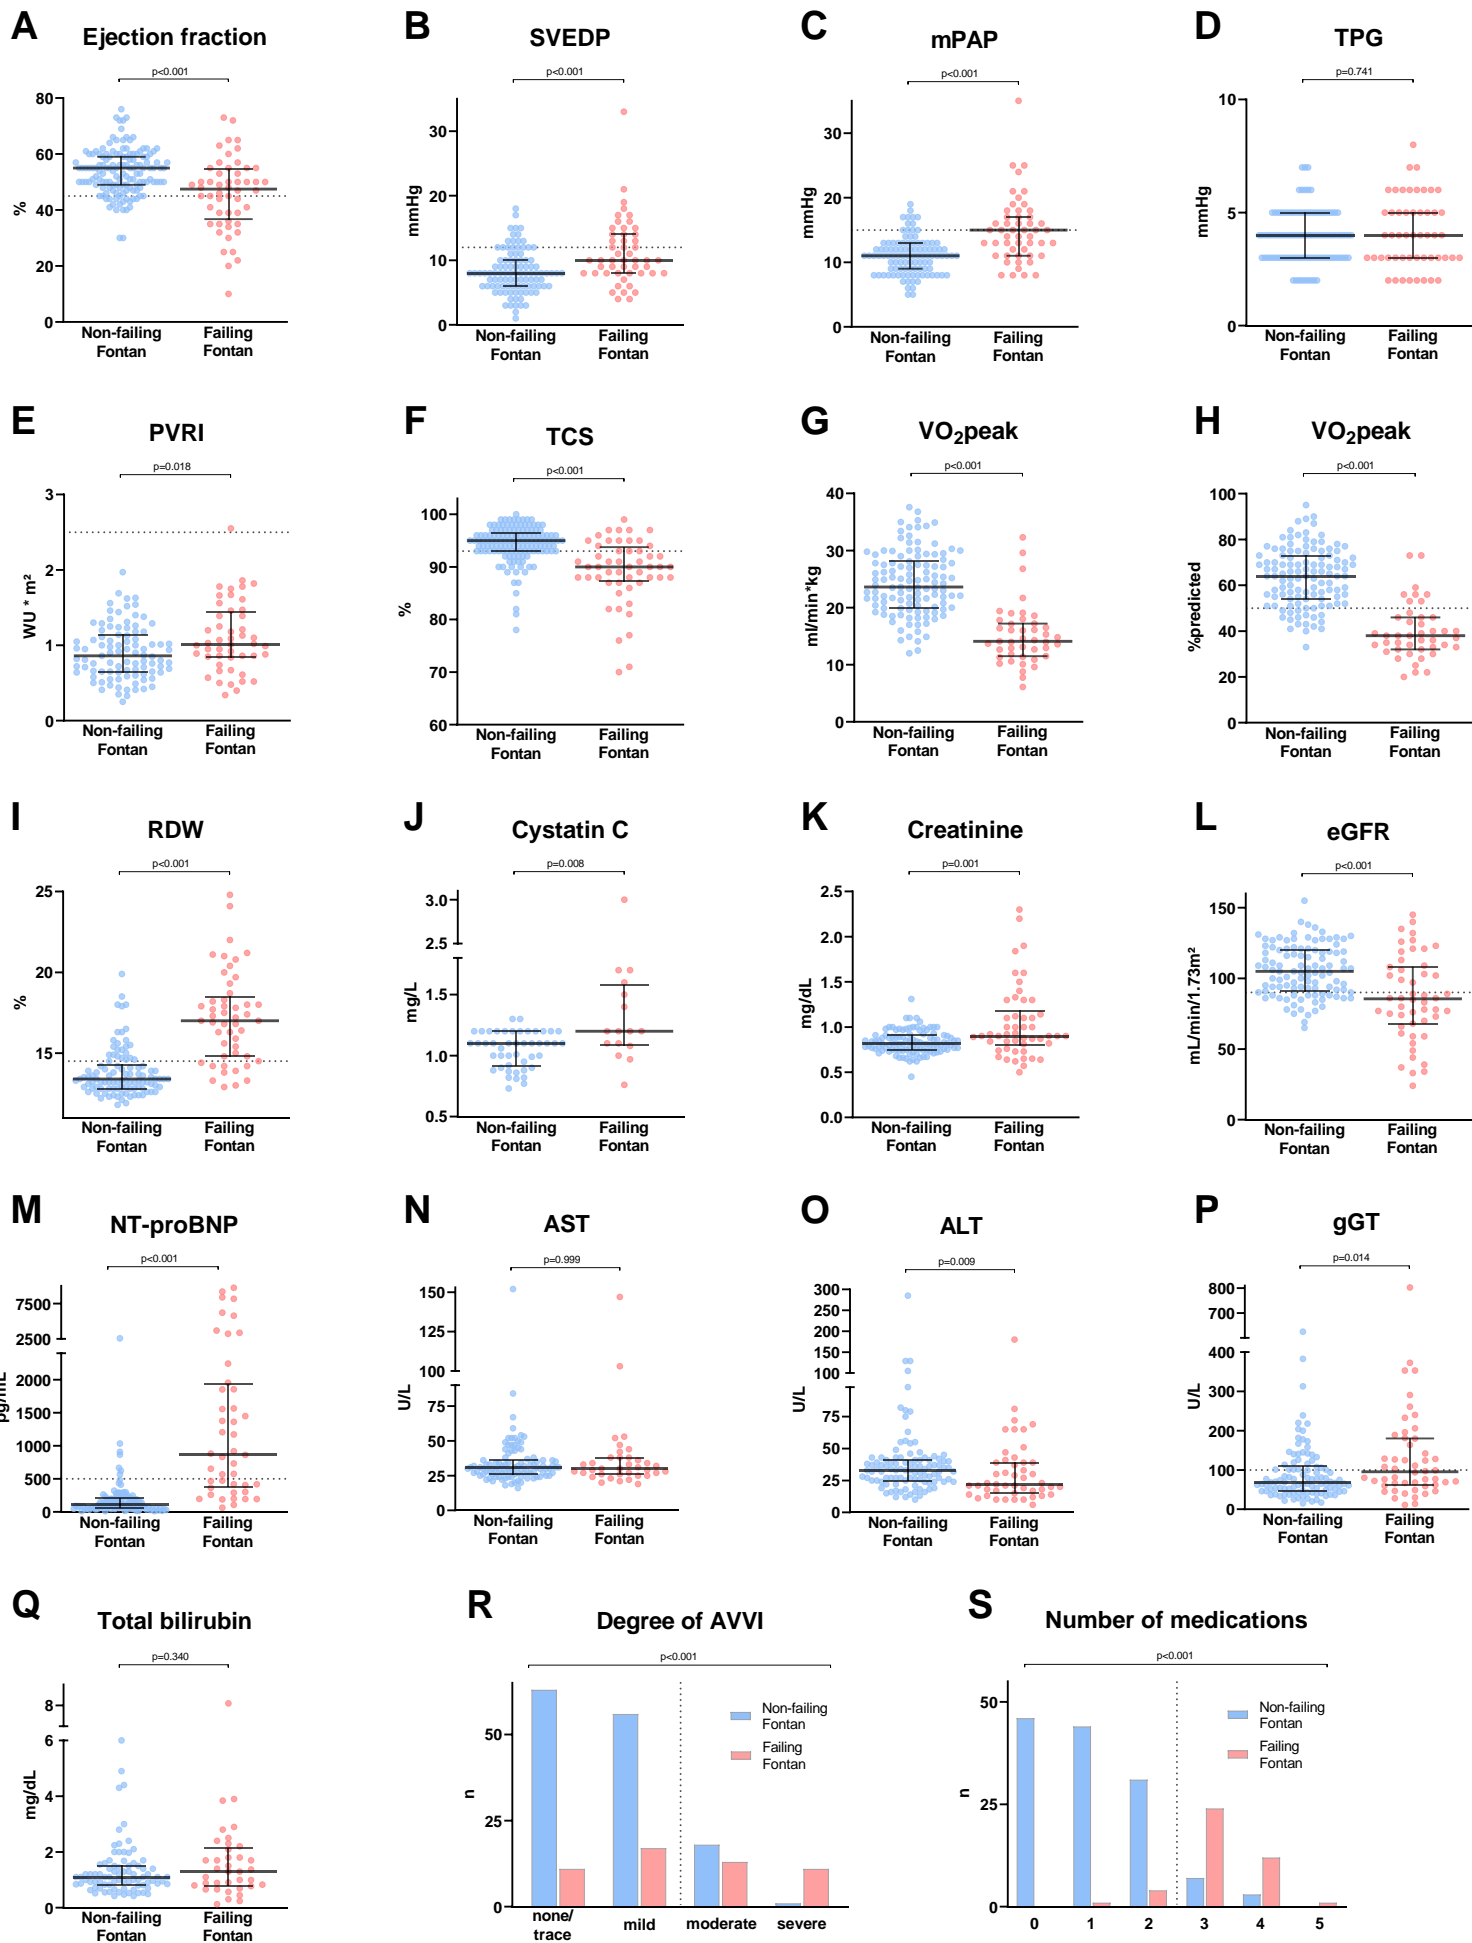 A
Ejection fraction
p<0.001
80
60
40
20
0
%
Non-failing
Fontan
Failing
Fontan
B
SVEDP
p<0.001
30
20
10
0
mmHg
Non-failing
Fontan
Failing
Fontan
C
mPAP
p<0.001
30
20
10
0
mmHg
Non-failing
Fontan
Failing
Fontan
D
TPG
p=0.741
10
5
0
mmHg
Non-failing
Fontan
Failing
Fontan
E
PVRI
p=0.018
3
2
1
0
WU * m²
Non-failing
Fontan
Failing
Fontan
F
TCS
p<0.001
100
90
80
70
60
%
Non-failing
Fontan
Failing
Fontan
G
VO₂peak
p<0.001
40
30
20
10
0
ml/min*kg
Non-failing
Fontan
Failing
Fontan
H
VO₂peak
p<0.001
100
80
60
40
20
0
%predicted
Non-failing
Fontan
Failing
Fontan
I
RDW
p<0.001
25
20
15
%
Non-failing
Fontan
Failing
Fontan
J
Cystatin C
p=0.008
3.0
2.5
1.5
1.0
0.5
mg/L
Non-failing
Fontan
Failing
Fontan
K
Creatinine
p=0.001
2.5
2.0
1.5
1.0
0.5
0.0
mg/dL
Non-failing
Fontan
Failing
Fontan
L
eGFR
p<0.001
150
100
50
0
mL/min/1.73m²
Non-failing
Fontan
Failing
Fontan
M
NT-proBNP
p<0.001
7500
2500
2000
1500
1000
500
0
pg/mL
Non-failing
Fontan
Failing
Fontan
N
AST
p=0.999
150
125
100
75
50
25
0
U/L
Non-failing
Fontan
Failing
Fontan
O
ALT
p=0.009
300
250
200
150
100
75
50
25
0
U/L
Non-failing
Fontan
Failing
Fontan
P
gGT
p=0.014
800
700
400
300
200
100
0
U/L
Non-failing
Fontan
Failing
Fontan
Q
Total bilirubin
p=0.340
8
6
4
2
0
mg/dL
Non-failing
Fontan
Failing
Fontan
R
Degree of AVVI
p<0.001
50
25
0
n
Non-failing
Fontan
Failing
Fontan
none/
trace
mild
moderate
severe
S
Number of medications
p<0.001
50
25
0
n
Non-failing
Fontan
Failing
Fontan
0
1
2
3
4
5